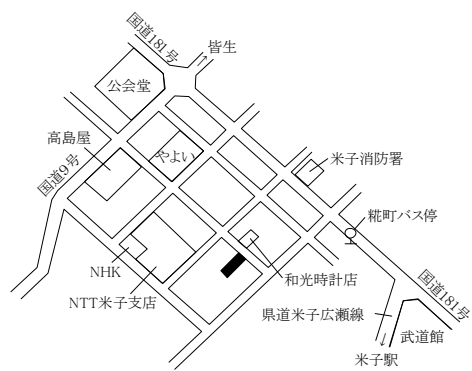 国道181号
皆生
公会堂
高島屋
やよい
国道9号
米子消防署
糀町バス停
NHK
和光時計店
NTT米子支店
国道181号
県道米子広瀬線
武道館
米子駅